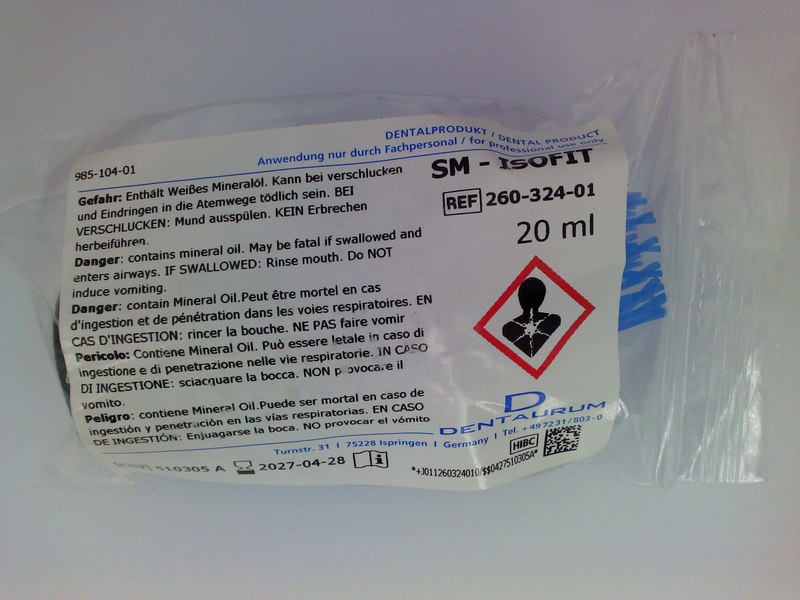 DENTALPRODUKT / DENTAL PRODUCT
Anwendung nur durch Fachpersonal / for professional use only
985-104-01
SM - ISOFIT
REF 260-324-01
20 ml
Gefahr: Enthält Weißes Mineralöl. Kann bei verschlucken
und Eindringen in die Atemwege tödlich sein. BEI
VERSCHLUCKEN: Mund ausspülen. KEIN Erbrechen
herbeiführen.
Danger: contains mineral oil. May be fatal if swallowed and
enters airways. IF SWALLOWED: Rinse mouth. Do NOT
induce vomiting.
Danger: contain Mineral Oil.Peut être mortel en cas
d'ingestion et de pénétration dans les voies respiratoires. EN
CAS D'INGESTION: rincer la bouche. NE PAS faire vomir
Pericolo: Contiene Mineral Oil. Può essere letale in caso di
ingestione e di penetrazione nelle vie respiratorie. IN CASO
DI INGESTIONE: sciacquare la bocca. NON provocare il
vomito.
Peligro: contiene Mineral Oil.Puede ser mortal en caso de
ingestión y penetración en las vías respiratorias. EN CASO
DE INGESTIÓN: Enjuagarse la boca. NO provocar el vómito
D
DENTAURUM
Turnstr. 31 I 75228 Ispringen I Germany I Tel. +497231/803-0
510305 A 2027-04-28
HIBC
*+J011260324010/$$0427510305A*